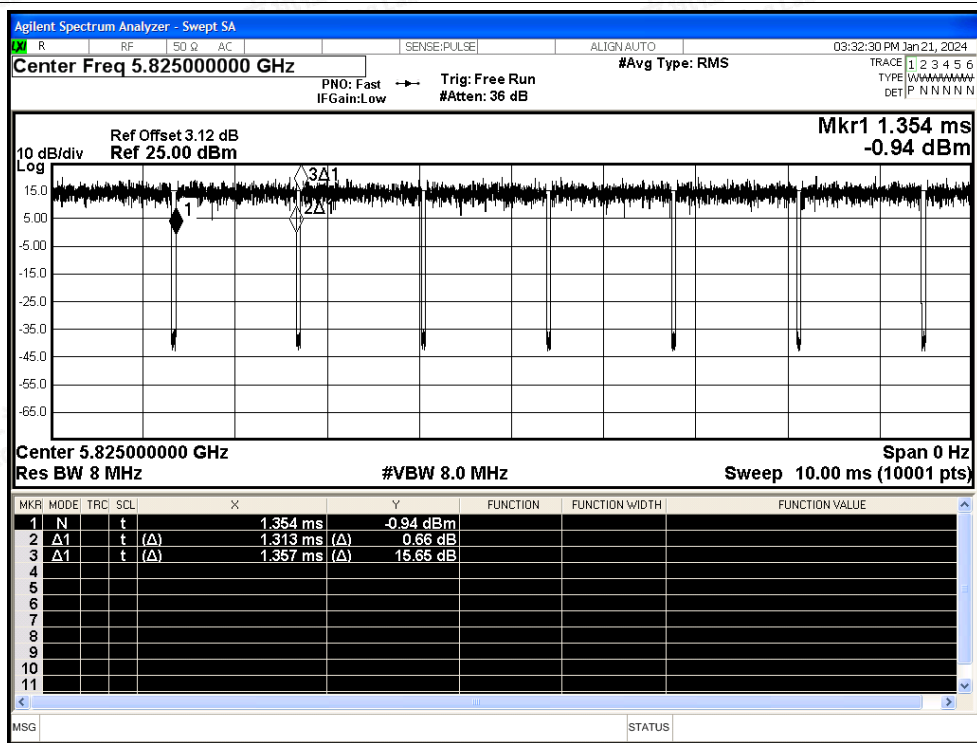 Agilent Spectrum Analyzer - Swept SA
LXI R RF 50 Ω AC SENSE:PULSE ALIGN AUTO 03:32:30 PM Jan 21, 2024
Center Freq 5.825000000 GHz #Avg Type: RMS TRACE 1 2 3 4 5 6
PNO: Fast Trig: Free Run TYPE W
IFGain:Low #Atten: 36 dB DET P N N N N N
Mkr1 1.354 ms
Ref Offset 3.12 dB
10 dB/div Ref 25.00 dBm -0.94 dBm
Log
3Δ1
15.0
1 2Δ1
5.00
-5.00
-15.0
-25.0
-35.0
-45.0
-55.0
-65.0
Center 5.825000000 GHz Span 0 Hz
Res BW 8 MHz #VBW 8.0 MHz Sweep 10.00 ms (10001 pts)
MKR MODE TRC SCL X Y FUNCTION FUNCTION WIDTH FUNCTION VALUE
1 N t 1.354 ms -0.94 dBm
2 Δ1 t (Δ) 1.313 ms (Δ) 0.66 dB
3 Δ1 t (Δ) 1.357 ms (Δ) 15.65 dB
4
5
6
7
8
9
10
11
MSG STATUS